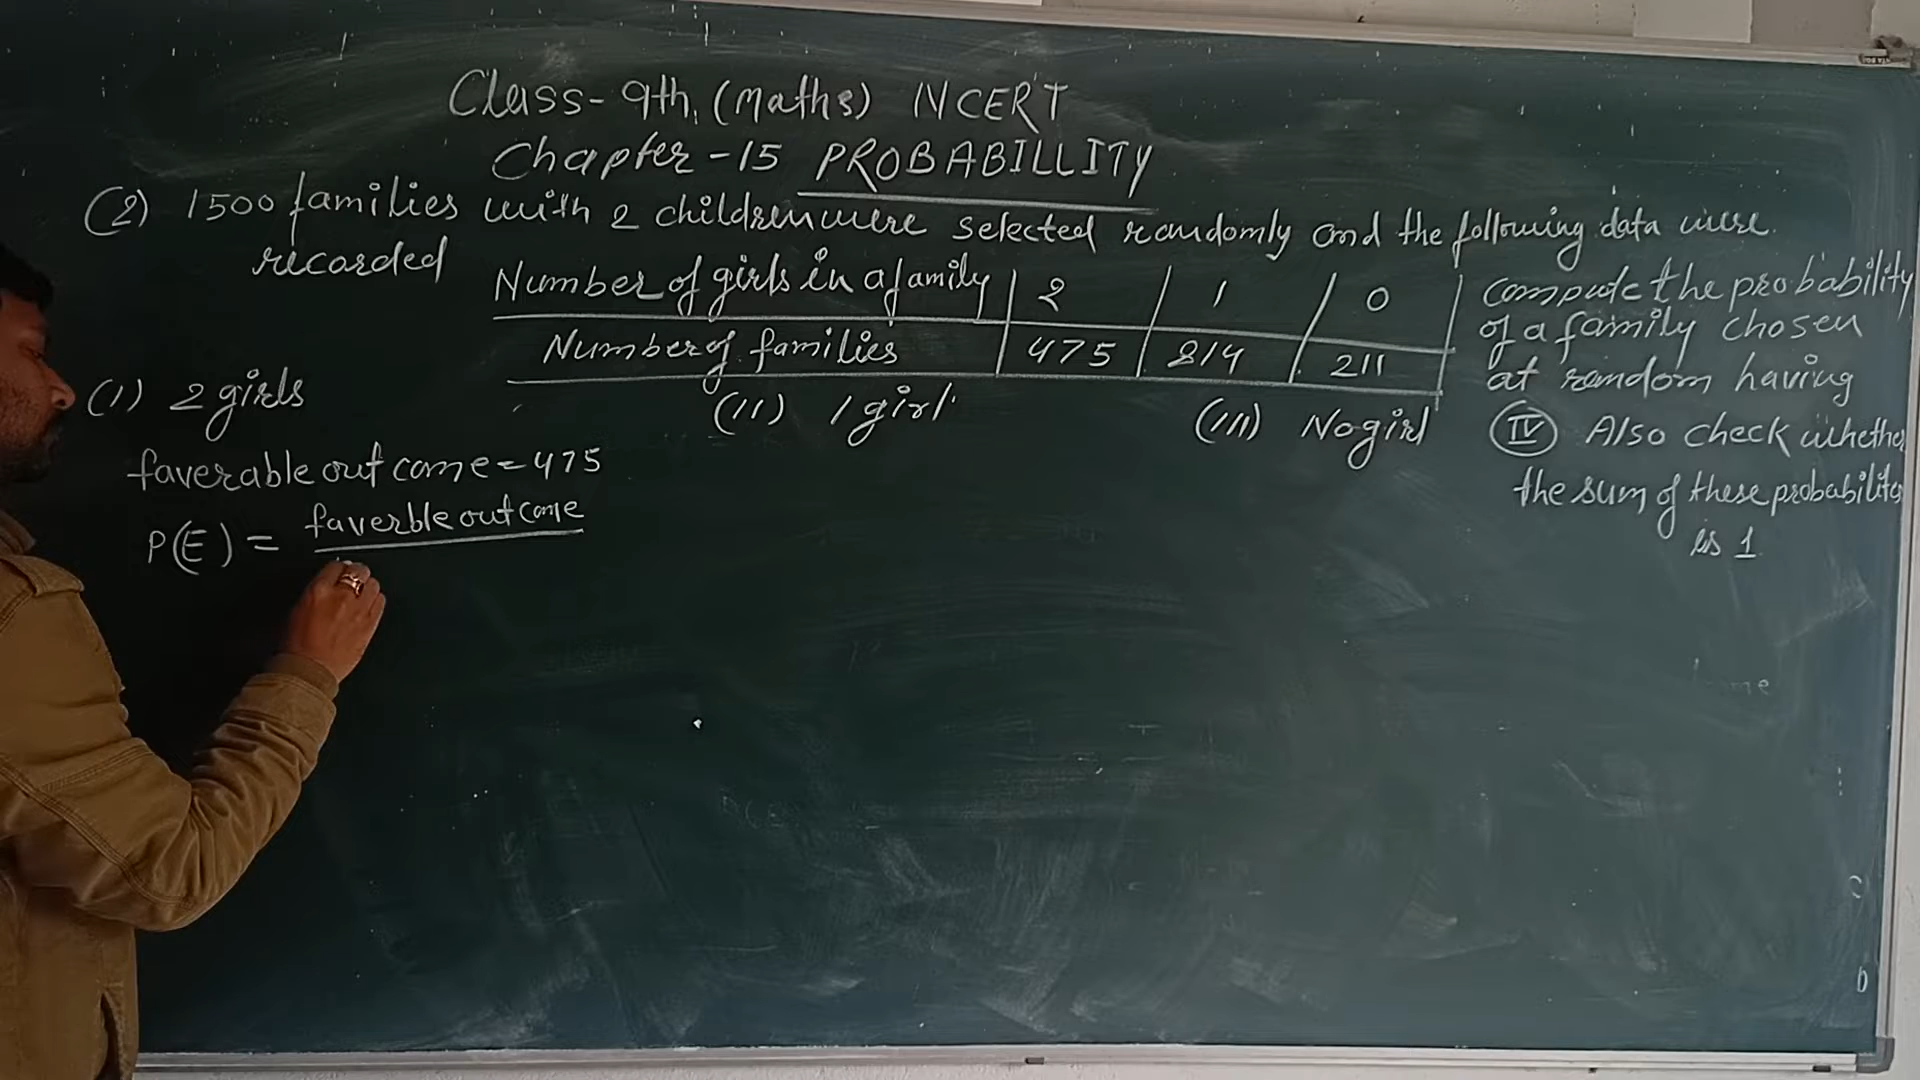 Class-9th, (Maths) NCERT
Chapter-15 PROBABILLITY
(2) 1500 families with 2 children were selected randomly and the following data were
recorded
Number of girls in a family | 2 | 1 | 0
Number of families | 475 | 814 | 211
compute the probability
of a family chosen
at random having
(1) 2 girls (11) 1 girl. (111) No girl
(IV) Also check whether
the sum of these probabilites
is 1
faverable out come = 475
P(E) = faverble out come